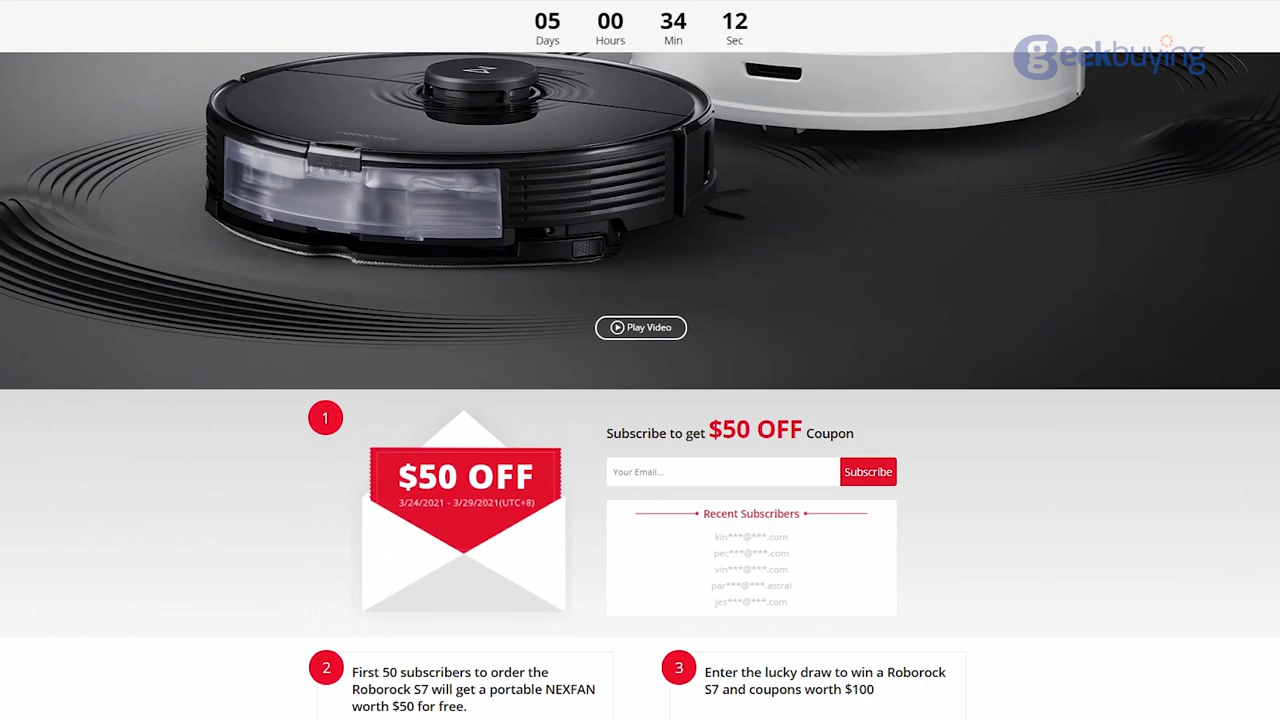 05 00 34 12
Days Hours Min Sec
geekbuying
roborock
Play Video
1
$50 OFF
3/24/2021 - 3/29/2021(UTC+8)
Subscribe to get $50 OFF Coupon
Your Email...
Subscribe
Recent Subscribers
kin***@***.com
pec***@***.com
vin***@***.com
par***@***.astral
jes***@***.com
2
First 50 subscribers to order the
Roborock S7 will get a portable NEXFAN
worth $50 for free.
3
Enter the lucky draw to win a Roborock
S7 and coupons worth $100